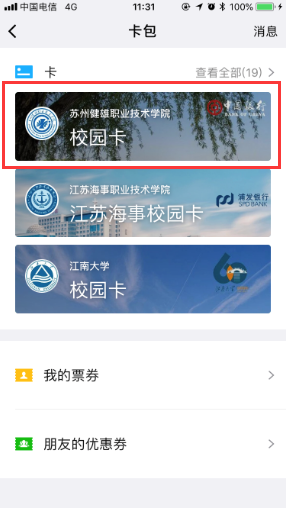 中国电信 4G 11:31 100%
卡包 消息
卡 查看全部(19)
苏州健雄职业技术学院
校园卡
中国银行
BANK OF CHINA
江苏海事职业技术学院
江苏海事校园卡
浦发银行
SPD BANK
江南大学
校园卡
60
我的票券
朋友的优惠券